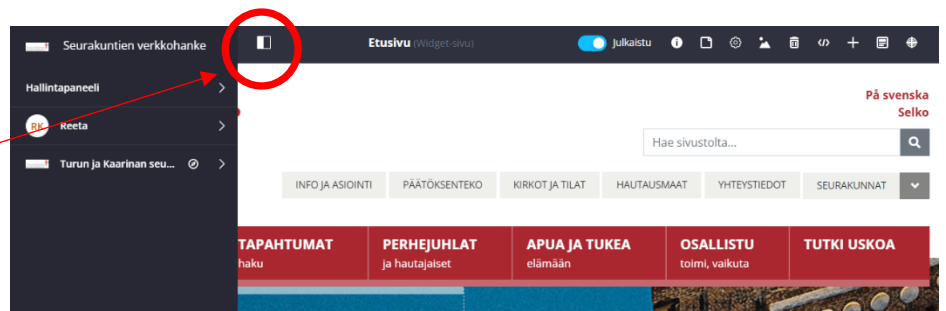 Seurakuntien verkkohanke
Etusivu (Widget-sivu)
Julkaistu
Hallintapaneeli
RK Reeta
Turun ja Kaarinan seu...
På svenska
Selko
Hae sivustolta...
INFO JA ASIOINTI PÄÄTÖKSENTEKO KIRKOT JA TILAT HAUTAUSMAAT YHTEYSTIEDOT SEURAKUNNAT
TAPAHTUMAT PERHEJUHLAT APUA JA TUKEA OSALLISTU TUTKI USKOA
haku ja hautajaiset elämään toimi, vaikuta